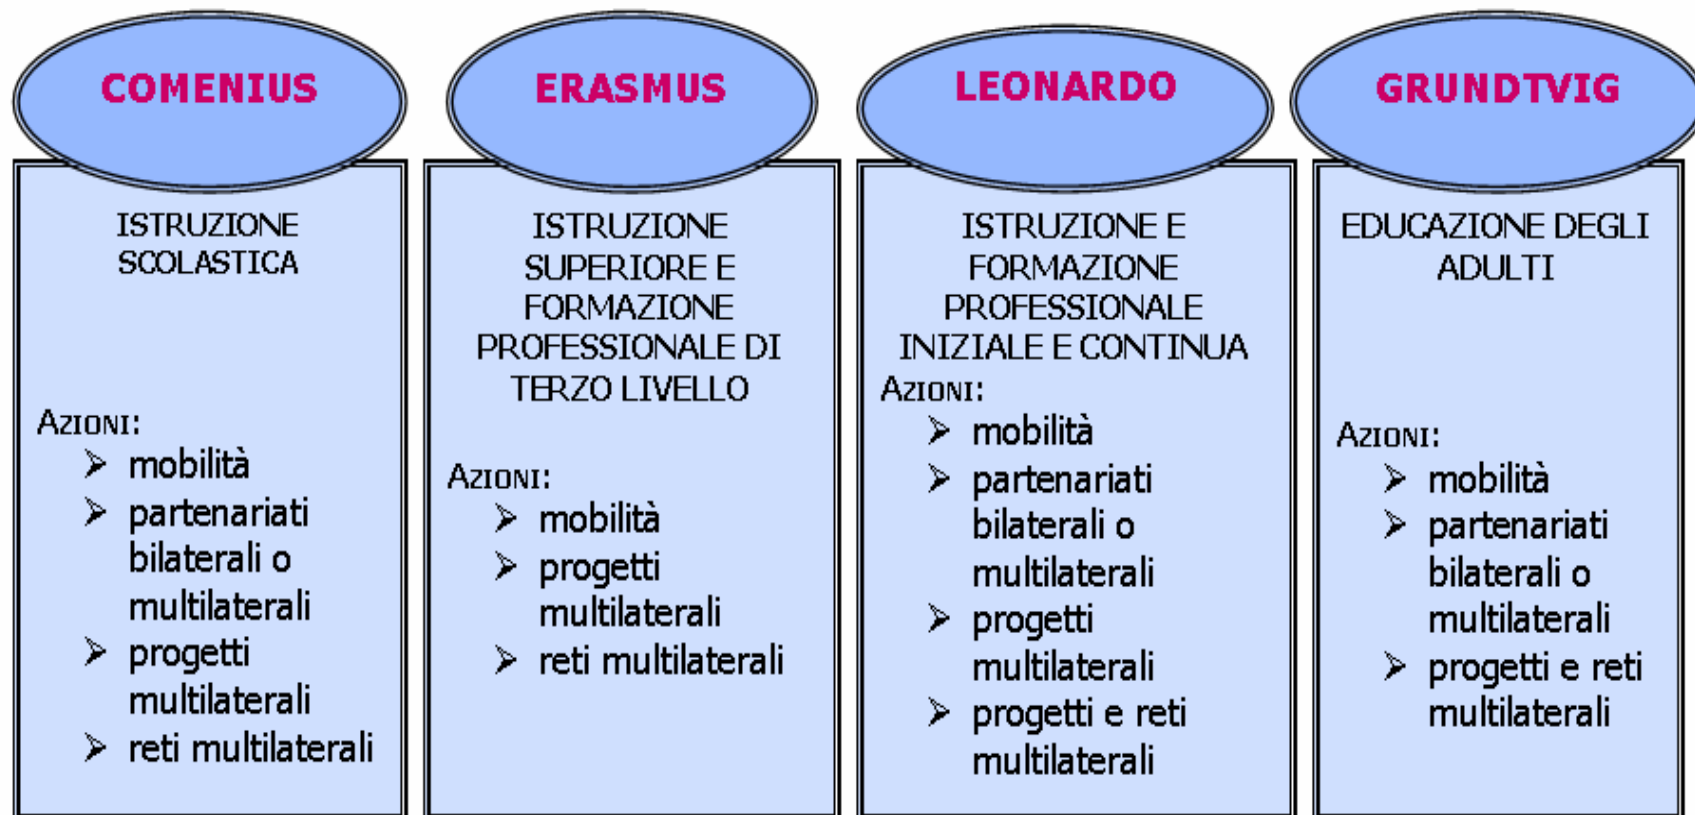 COMENIUS
ISTRUZIONE
SCOLASTICA
AZIONI:
➢ mobilità
➢ partenariati
bilaterali o
multilaterali
➢ progetti
multilaterali
➢ reti multilaterali
ERASMUS
ISTRUZIONE
SUPERIORE E
FORMAZIONE
PROFESSIONALE DI
TERZO LIVELLO
AZIONI:
➢ mobilità
➢ progetti
multilaterali
➢ reti multilaterali
LEONARDO
ISTRUZIONE E
FORMAZIONE
PROFESSIONALE
INIZIALE E CONTINUA
AZIONI:
➢ mobilità
➢ partenariati
bilaterali o
multilaterali
➢ progetti
multilaterali
➢ progetti e reti
multilaterali
GRUNDTVIG
EDUCAZIONE DEGLI
ADULTI
AZIONI:
➢ mobilità
➢ partenariati
bilaterali o
multilaterali
➢ progetti e reti
multilaterali